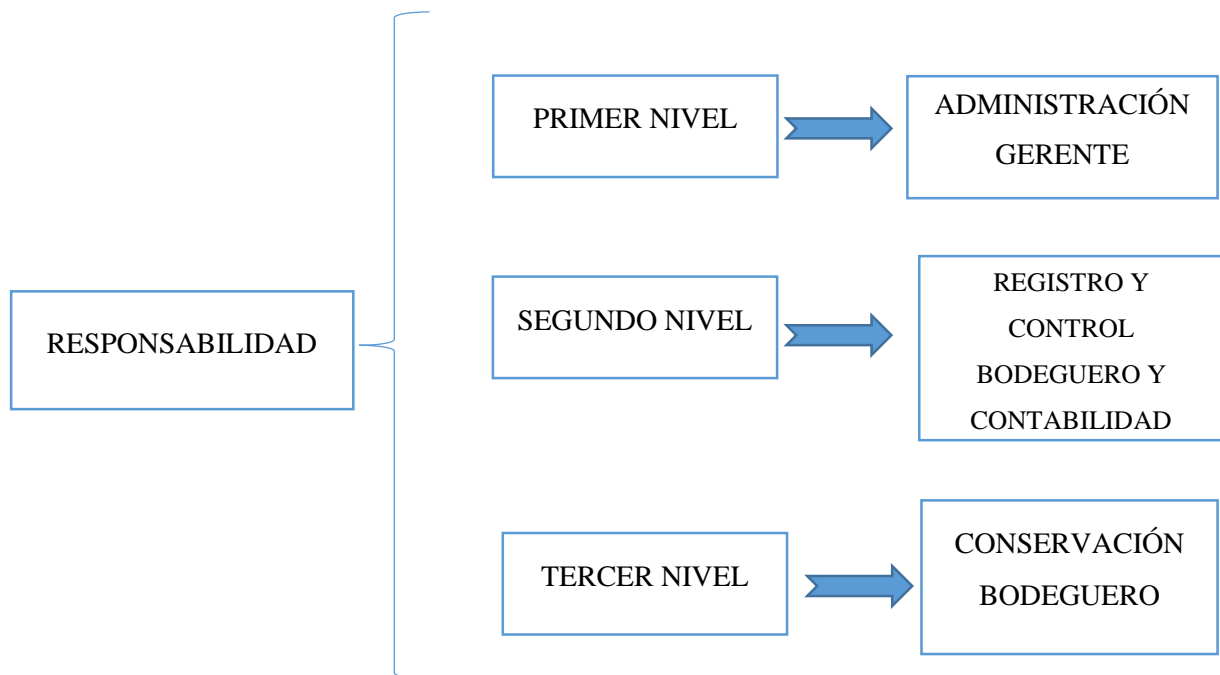 RESPONSABILIDAD
PRIMER NIVEL
ADMINISTRACIÓN
GERENTE
SEGUNDO NIVEL
REGISTRO Y
CONTROL
BODEGUERO Y
CONTABILIDAD
TERCER NIVEL
CONSERVACIÓN
BODEGUERO